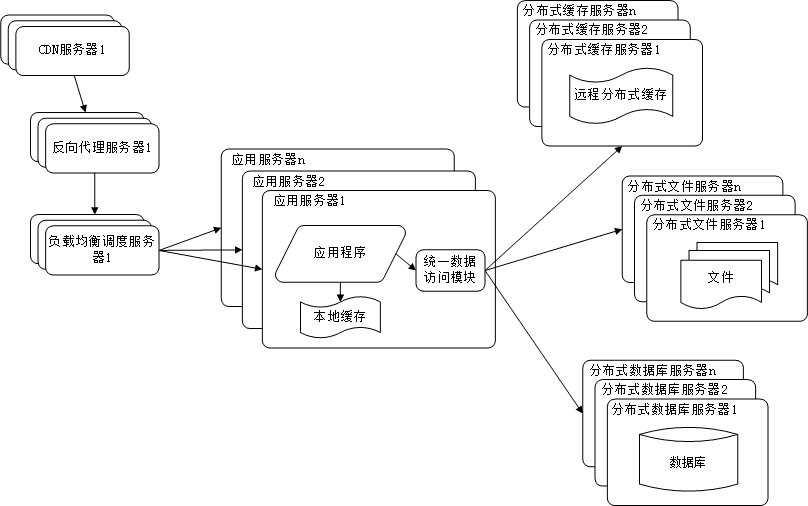 CDN服务器1
反向代理服务器1
负载均衡调度服务
器1
应用服务器n
应用服务器2
应用服务器1
应用程序
本地缓存
统一数据
访问模块
分布式缓存服务器n
分布式缓存服务器2
分布式缓存服务器1
远程分布式缓存
分布式文件服务器n
分布式文件服务器2
分布式文件服务器1
文件
分布式数据库服务器n
分布式数据库服务器2
分布式数据库服务器1
数据库